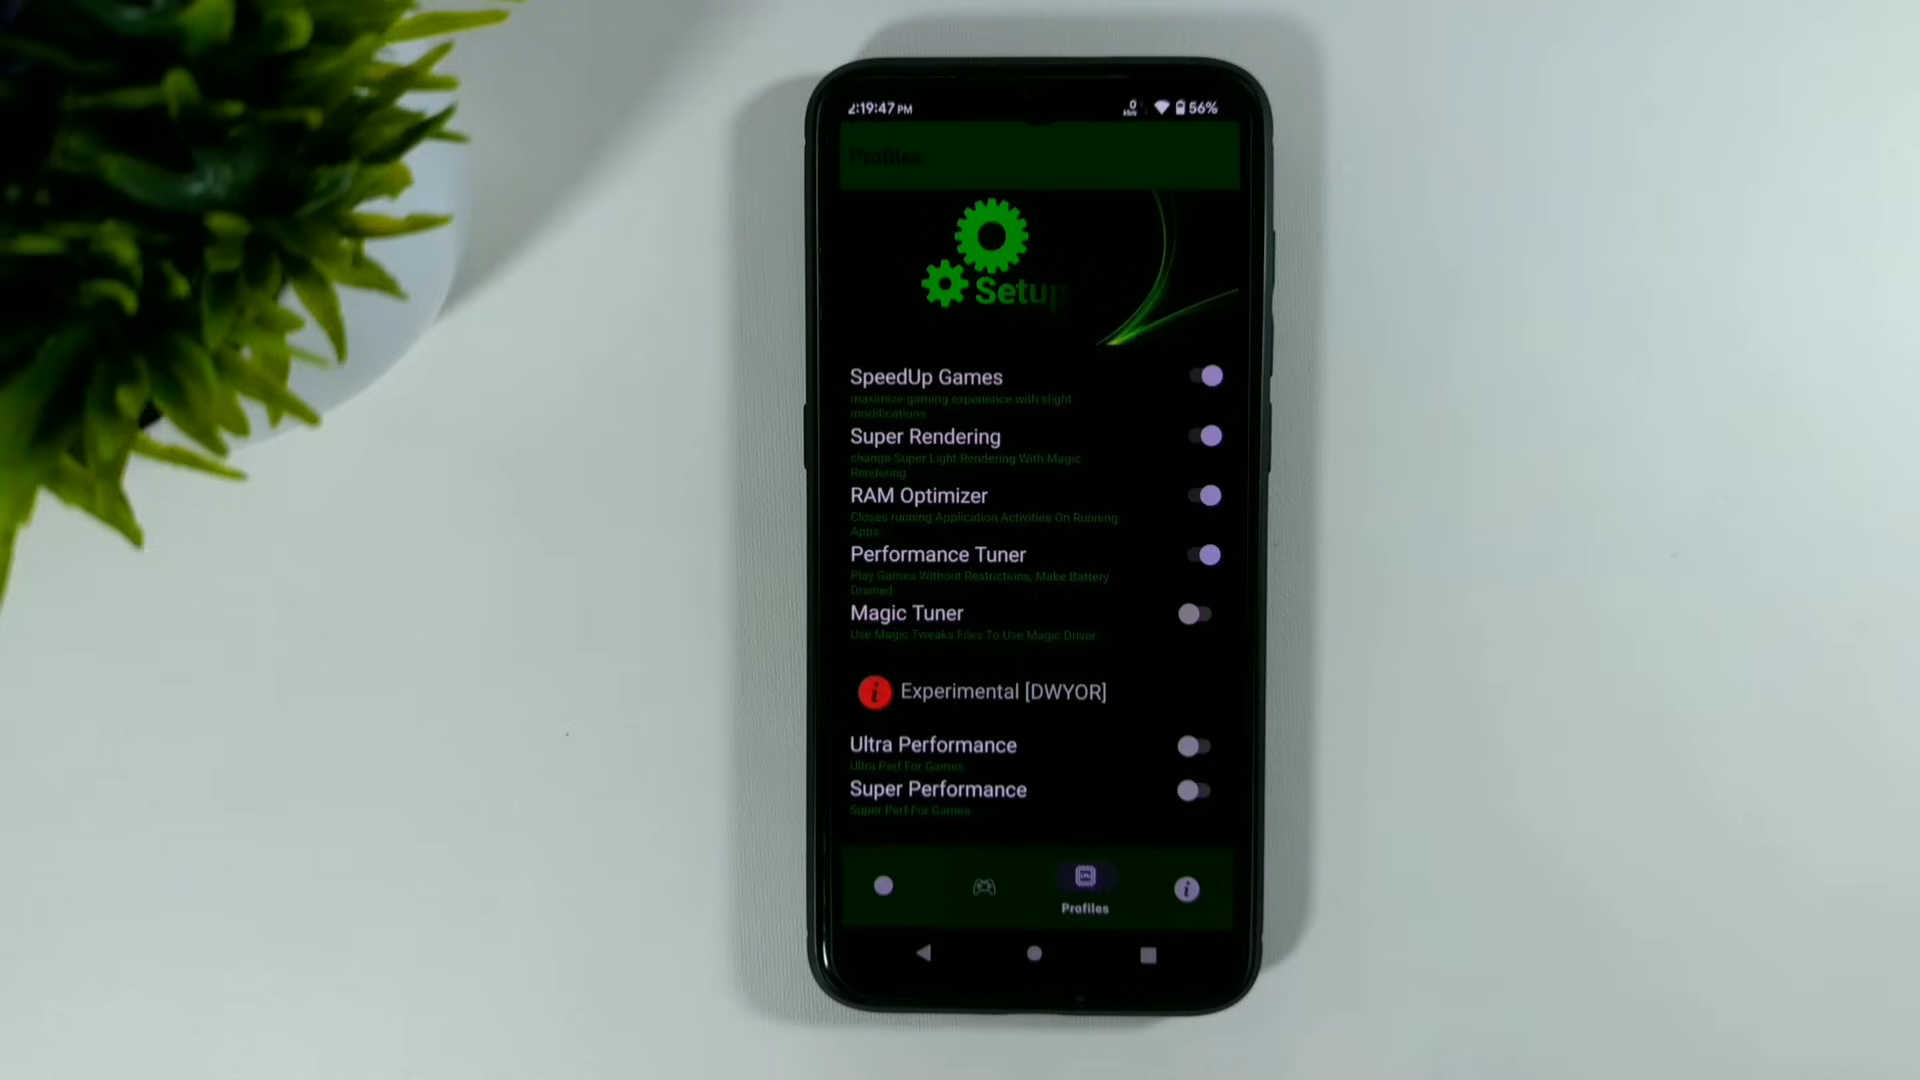 2:19:47 PM
0
56%
Profiles
Setup
SpeedUp Games
maximize gaming experience with slight
modifications
Super Rendering
change Super Light Rendering With Magic
Rendering
RAM Optimizer
Closes running Application Activities On Running
Apps
Performance Tuner
Play Games Without Restrictions, Make Battery
Drained
Magic Tuner
Use Magic Tweaks Files To Use Magic Driver
Experimental [DWYOR]
Ultra Performance
Ultra Perf For Games
Super Performance
Super Perf For Games
Profiles